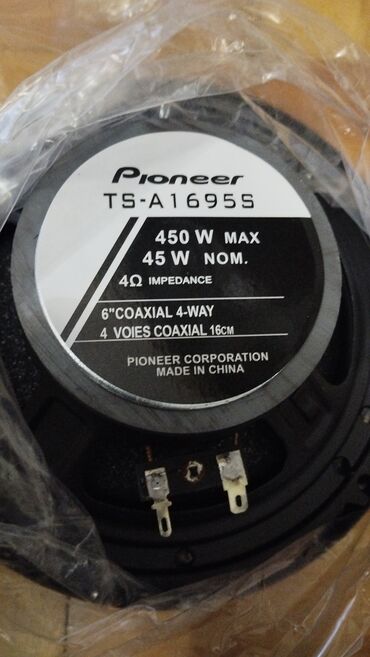 Pioneer
TS-A1695S
450 W MAX
45 W NOM.
4Ω IMPEDANCE
6"COAXIAL 4-WAY
4 VOIES COAXIAL 16CM
PIONEER CORPORATION
MADE IN CHINA